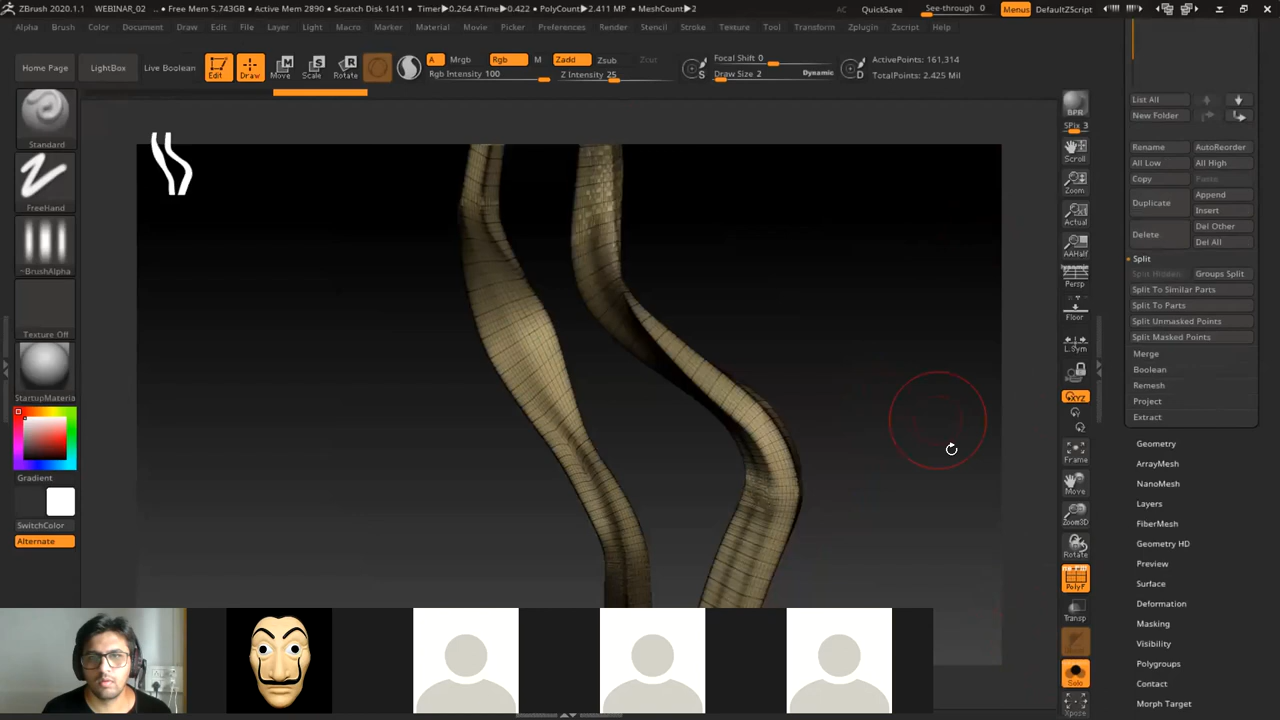 ZBrush 2020.1.1 WEBINAR_02 .. • Free Mem 5.743GB • Active Mem 2890 • Scratch Disk 1411 • Timer▶0.264 ATime▶0.422 • PolyCount▶2.411 MP • MeshCount▶2 AC QuickSave See-through 0 Menus DefaultZScript
Alpha Brush Color Document Draw Edit File Layer Light Macro Marker Material Movie Picker Preferences Render Stencil Stroke Texture Tool Transform Zplugin Zscript Help
Home Page LightBox Live Boolean Edit Draw Move Scale Rotate
A Mrgb Rgb M Zadd Zsub Zcut
Rgb Intensity 100 Z Intensity 25
Focal Shift 0
Draw Size 2 Dynamic
S
D
ActivePoints: 161,314
TotalPoints: 2.425 Mil
Standard
FreeHand
~BrushAlpha
Texture Off
StartupMateria
Gradient
SwitchColor
Alternate
BPR
SPix 3
Scroll
Zoom
Actual
AAHalf
Dynamic
Persp
Floor
L.Sym
XYZ
Frame
Move
Zoom3D
Rotate
PolyF
Transp
Solo
Xpose
List All
New Folder
Rename AutoReorder
All Low All High
Copy Paste
Duplicate Append
Insert
Delete Del Other
Del All
Split
Split Hidden Groups Split
Split To Similar Parts
Split To Parts
Split Unmasked Points
Split Masked Points
Merge
Boolean
Remesh
Project
Extract
Geometry
ArrayMesh
NanoMesh
Layers
FiberMesh
Geometry HD
Preview
Surface
Deformation
Masking
Visibility
Polygroups
Contact
Morph Target